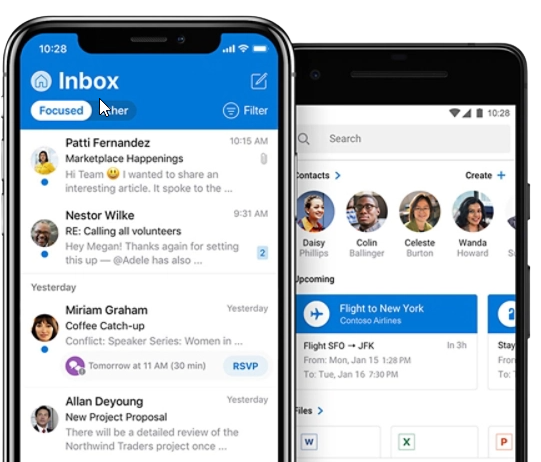 10:28
Inbox
Focused
Filter
Patti Fernandez
10:15 AM
Marketplace Happenings
Hi Team 😃 I wanted to share an
interesting article. It spoke to the ...
Nestor Wilke
9:31 AM
RE: Calling all volunteers
Hey Megan! Thanks again for setting
this up — @Adele has also ...
2
Yesterday
Miriam Graham
Yesterday
Coffee Catch-up
Conflict: Speaker Series: Women in ...
Tomorrow at 11 AM (30 min)
RSVP
Allan Deyoung
Yesterday
New Project Proposal
There will be a detailed review of the
Northwind Traders project once ...
10:28
Search
Contacts
Create +
Daisy
Phillips
Colin
Ballinger
Celeste
Burton
Wanda
Howard
Upcoming
Flight to New York
Contoso Airlines
Flight SFO → JFK
In 3h
From: Mon, Jan 15 1:28 PM
To: Tue, Jan 16 7:30 PM
Stay
Files
W
X
P